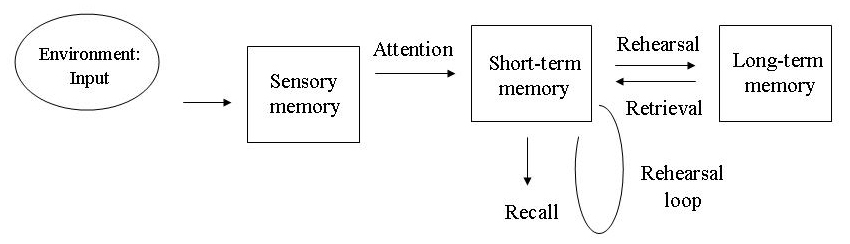 Environment:
Input
Sensory
memory
Attention
Short-term
memory
Rehearsal
Retrieval
Long-term
memory
Recall
Rehearsal
loop